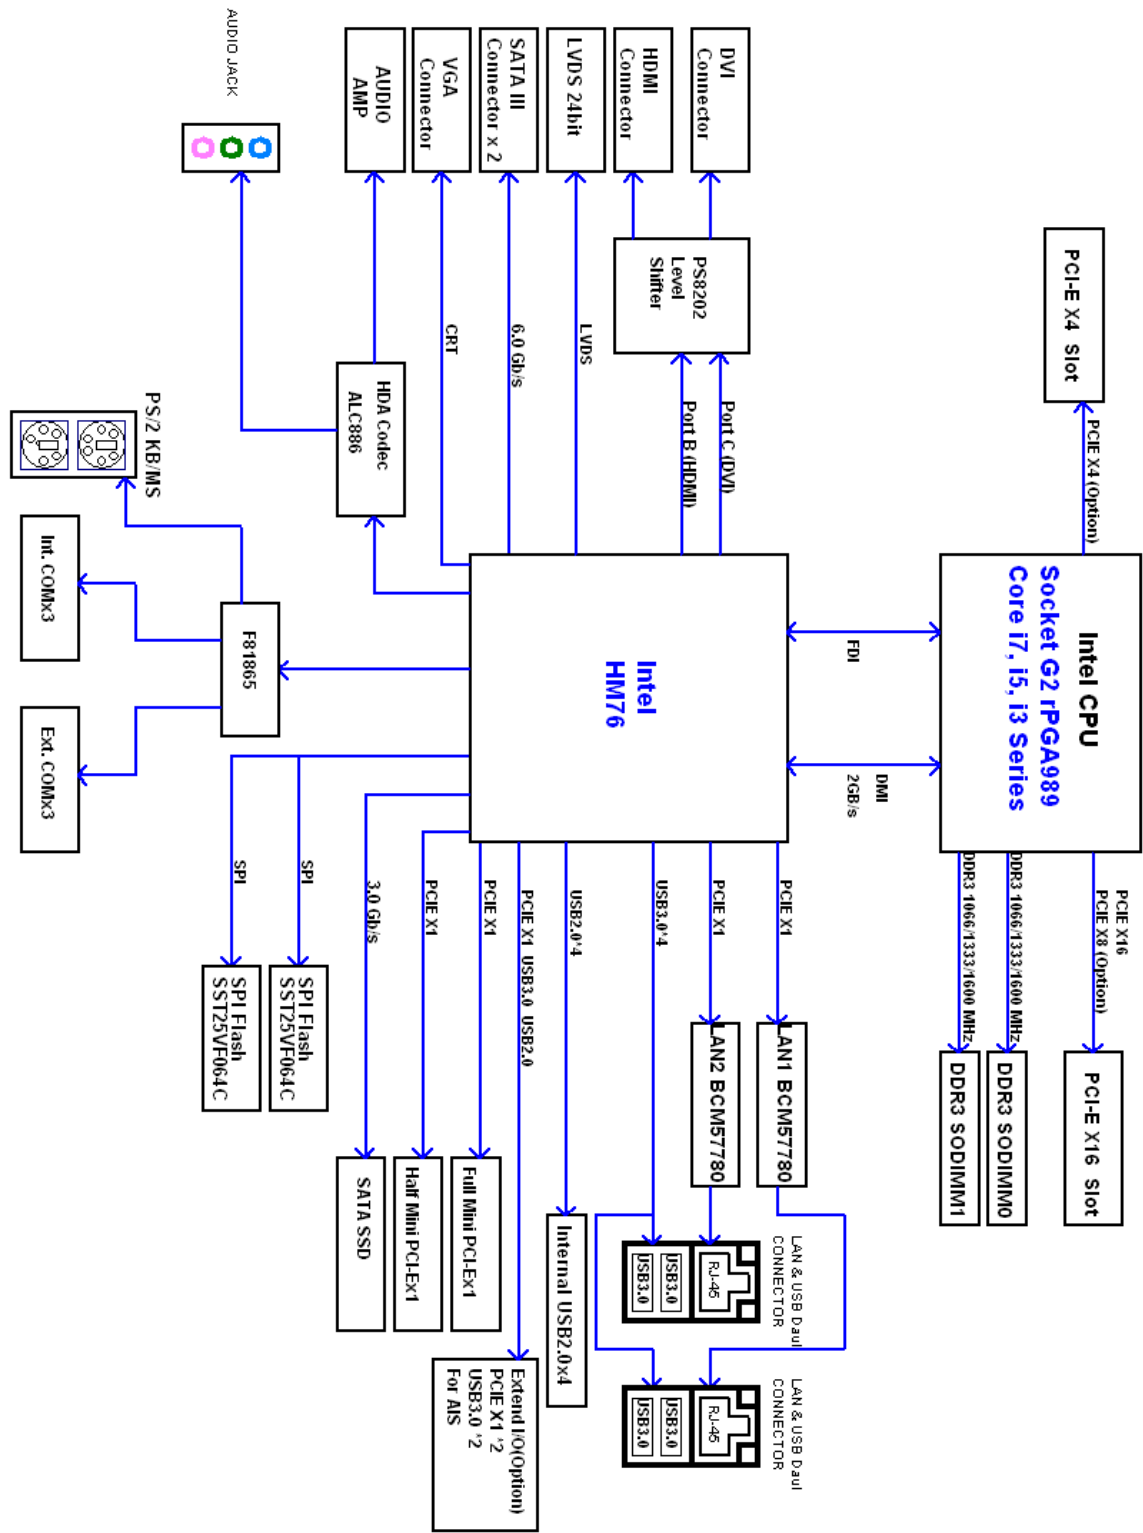 PCI-E X4 Slot
PCIE X4 (Option)
Intel CPU
Socket G2 rPGA989
Core i7, i5, i3 Series
PCIE X16
PCIE X8 (Option)
PCI-E X16 Slot
DDR3 1066/1333/1600 MHz
DDR3 SODIMM0
DDR3 1066/1333/1600 MHz
DDR3 SODIMM1
FDI
DMI
2GB/s
DVI
Connector
HDMI
Connector
PS8202
Level
Shifter
Port C (DVI)
Port B (HDMI)
LVDS 24bit
LVDS
SATA III
Connector x 2
6.0 Gb/s
VGA
Connector
CRT
AUDIO
AMP
HDA Codec
ALC886
AUDIO JACK
Intel
HM76
PCIE X1
LAN1 BCM57780
PCIE X1
LAN2 BCM57780
LAN & USB Daul
CONNECTOR
RJ-45
USB3.0
USB3.0
LAN & USB Daul
CONNECTOR
RJ-45
USB3.0
USB3.0
USB3.0*4
USB2.0*4
Internal USB2.0x4
PCIE X1 USB3.0 USB2.0
Extend I/O(Option)
PCIE X1 *2
USB3.0 *2
For AIS
PCIE X1
Full Mini PCI-Ex1
PCIE X1
Half Mini PCI-Ex1
3.0 Gb/s
SATA SSD
SPI
SPI Flash
SST25VF064C
SPI
SPI Flash
SST25VF064C
F81865
PS/2 KB/MS
Int. COMx3
Ext. COMx3